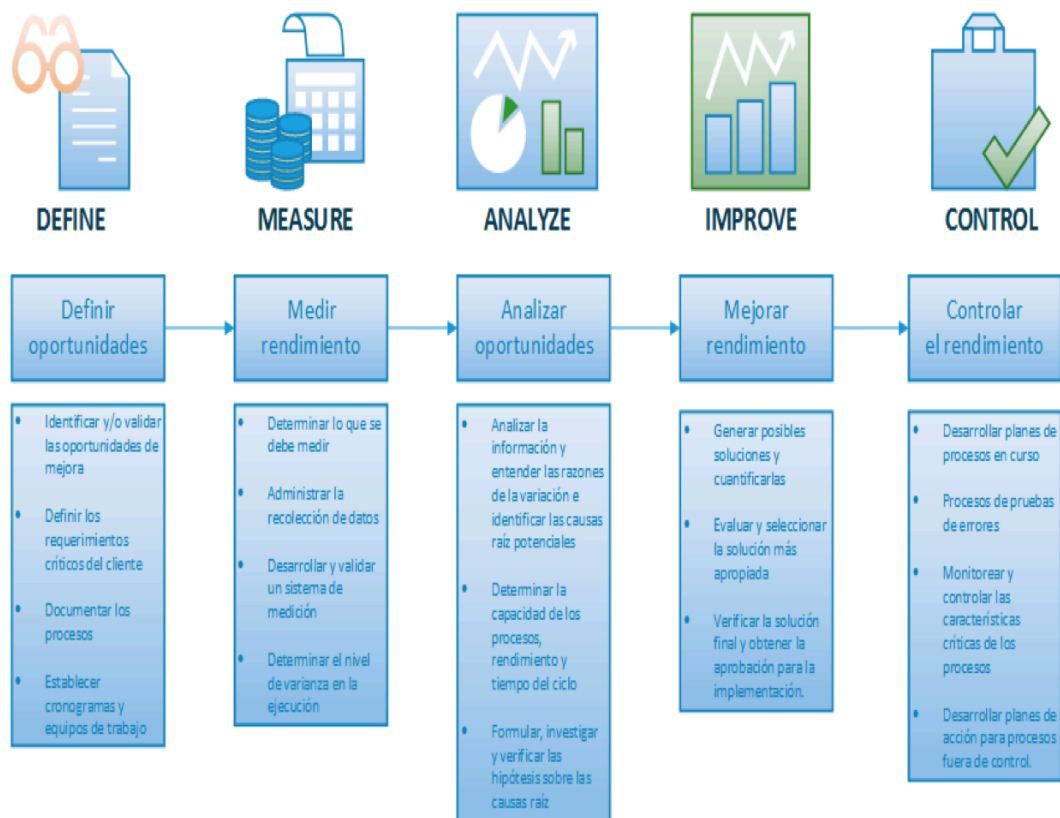 DEFINE
MEASURE
ANALYZE
IMPROVE
CONTROL
Definir
oportunidades
Medir
rendimiento
Analizar
oportunidades
Mejorar
rendimiento
Controlar
el rendimiento
• Identificar y/o validar
las oportunidades de
mejora
• Definir los
requerimientos
críticos del cliente
• Documentar los
procesos
• Establecer
cronogramas y
equipos de trabajo
• Determinar lo que se
debe medir
• Administrar la
recolección de datos
• Desarrollar y validar
un sistema de
medición
• Determinar el nivel
de varianza en la
ejecución
• Analizar la
información y
entender las razones
de la variación e
identificar las causas
raíz potenciales
• Determinar la
capacidad de los
procesos,
rendimiento y
tiempo del ciclo
• Formular, investigar
y verificar las
hipótesis sobre las
causas raíz
• Generar posibles
soluciones y
cuantificarlas
• Evaluar y seleccionar
la solución más
apropiada
• Verificar la solución
final y obtener la
aprobación para la
implementación.
• Desarrollar planes de
procesos en curso
• Procesos de pruebas
de errores
• Monitorear y
controlar las
características
críticas de los
procesos
• Desarrollar planes de
acción para procesos
fuera de control.